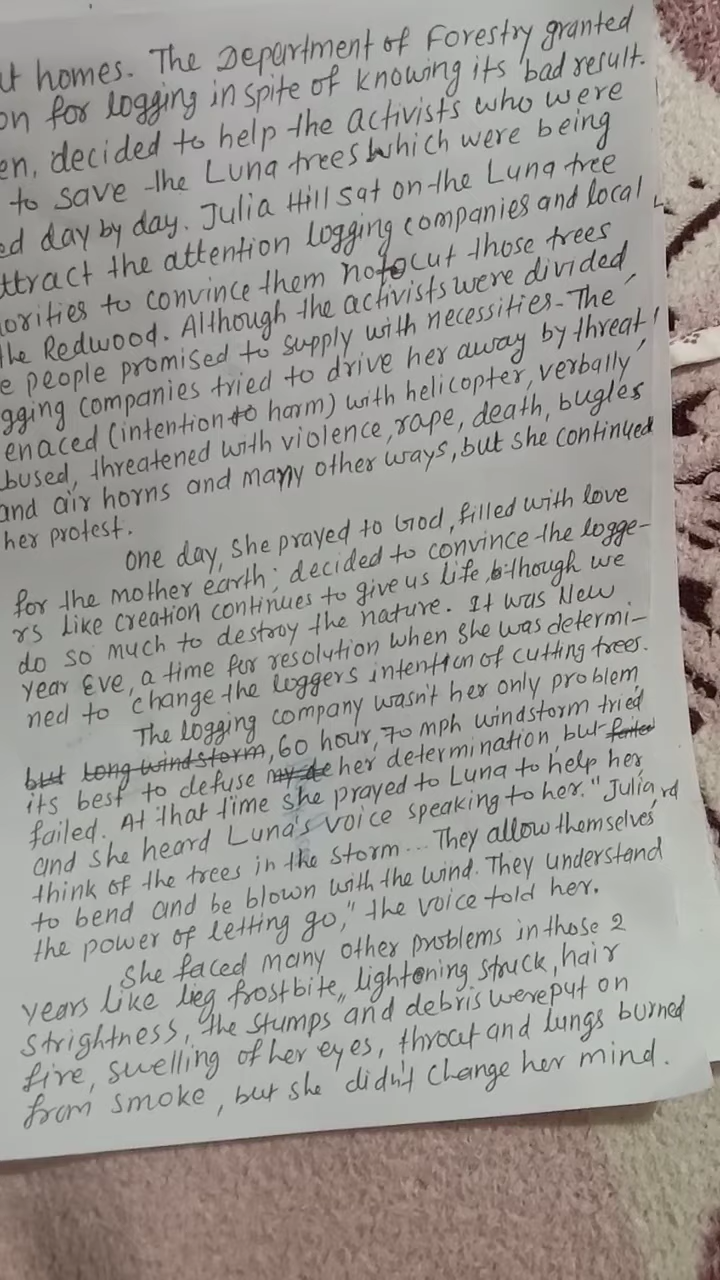 ut homes. The Department of Forestry granted
on for logging in spite of knowing its bad result.
en, decided to help the activists who were
to save the Luna trees which were being
ed day by day. Julia Hill sat on the Luna tree
ttract the attention logging companies and local
orities to convince them not to cut those trees
the Redwood. Although the activists were divided,
e people promised to supply with necessities. The
gging companies tried to drive her away by threat,
enaced (intention to harm) with helicopter, verbally
bused, threatened with violence, rape, death, bugles
and air horns and many other ways, but she continued
her protest.
One day, she prayed to God, filled with love
for the mother earth; decided to convince the logge-
rs like creation continues to give us life, though we
do so much to destroy the nature. It was New
year Eve, a time for resolution when she was determi-
ned to change the loggers intention of cutting trees.
The logging company wasn't her only problem,
but long windstorm, 60 hour, 70 mph windstorm tried
its best to defuse my de her determination, but failed
failed. At that time she prayed to Luna to help her
and she heard Luna's voice speaking to her. "Julia,
think of the trees in the storm... They allow themselves
to bend and be blown with the wind. They understand
the power of letting go," the voice told her.
She faced many other problems in those 2
years like leg frostbite, lightening struck, hair
strightness, the stumps and debris were put on
fire, swelling of her eyes, throat and lungs burned
from smoke, but she didn't change her mind.